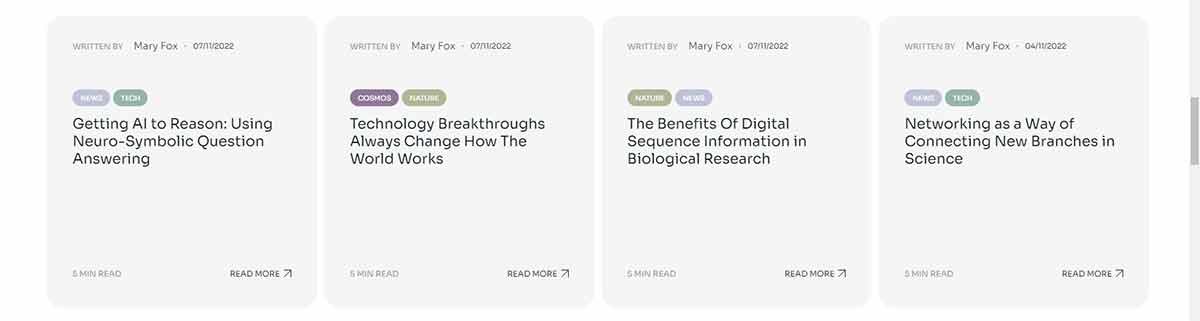 WRITTEN BY Mary Fox · 07/11/2022
NEWS TECH
Getting AI to Reason: Using
Neuro-Symbolic Question
Answering
5 MIN READ READ MORE
WRITTEN BY Mary Fox · 07/11/2022
COSMOS NATURE
Technology Breakthroughs
Always Change How The
World Works
5 MIN READ READ MORE
WRITTEN BY Mary Fox · 07/11/2022
NATURE NEWS
The Benefits Of Digital
Sequence Information in
Biological Research
5 MIN READ READ MORE
WRITTEN BY Mary Fox · 04/11/2022
NEWS TECH
Networking as a Way of
Connecting New Branches in
Science
5 MIN READ READ MORE